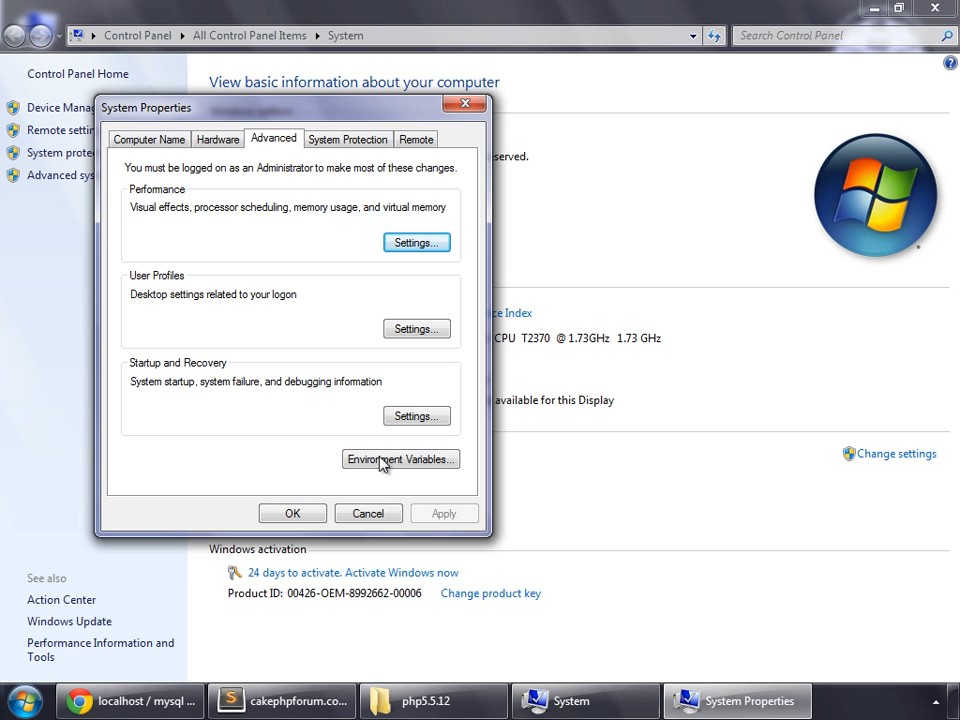 Control Panel
All Control Panel Items
System
Search Control Panel
Control Panel Home
Device Mana
Remote settin
System prote
Advanced sys
View basic information about your computer
System Properties
Computer Name
Hardware
Advanced
System Protection
Remote
You must be logged on as an Administrator to make most of these changes.
Performance
Visual effects, processor scheduling, memory usage, and virtual memory
Settings...
User Profiles
Desktop settings related to your logon
Settings...
Startup and Recovery
System startup, system failure, and debugging information
Settings...
Environment Variables...
OK
Cancel
Apply
served.
ce Index
CPU T2370 @ 1.73GHz 1.73 GHz
available for this Display
Change settings
Windows activation
24 days to activate. Activate Windows now
Product ID: 00426-OEM-8992662-00006
Change product key
See also
Action Center
Windows Update
Performance Information and
Tools
localhost / mysql ...
cakephpforum.co...
php5.5.12
System
System Properties